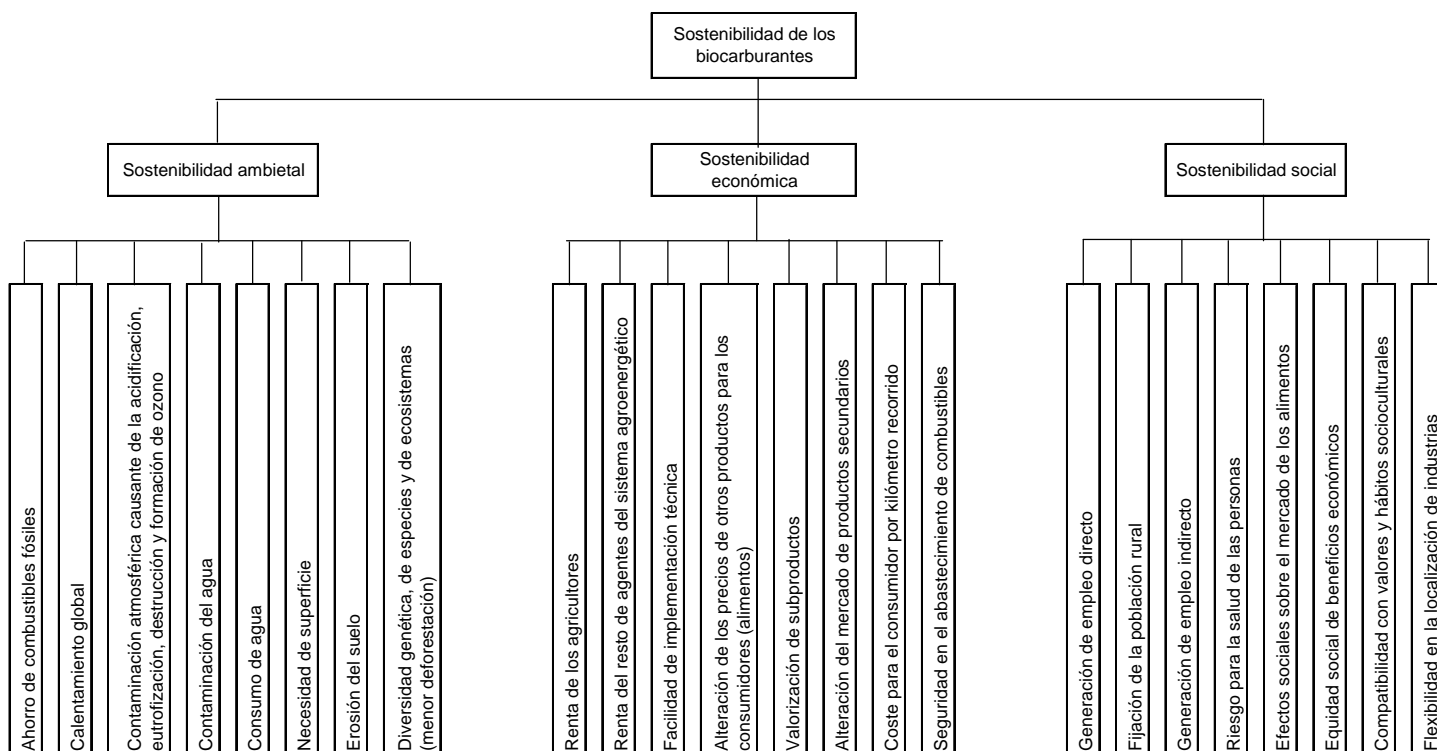 Sostenibilidad de los
biocarburantes
Sostenibilidad ambietal
Sostenibilidad
económica
Sostenibilidad social
Ahorro de combustibles fósiles
Calentamiento global
Contaminación atmosférica causante de la acidificación,
eutrofización, destrucción y formación de ozono
Contaminación del agua
Consumo de agua
Necesidad de superficie
Erosión del suelo
Diversidad genética, de especies y de ecosistemas
(menor deforestación)
Renta de los agricultores
Renta del resto de agentes del sistema agroenergético
Facilidad de implementación técnica
Alteración de los precios de otros productos para los
consumidores (alimentos)
Valorización de subproductos
Alteración del mercado de productos secundarios
Coste para el consumidor por kilómetro recorrido
Seguridad en el abastecimiento de combustibles
Generación de empleo directo
Fijación de la población rural
Generación de empleo indirecto
Riesgo para la salud de las personas
Efectos sociales sobre el mercado de los alimentos
Equidad social de beneficios económicos
Compatibilidad con valores y hábitos socioculturales
Flexibilidad en la localización de industrias